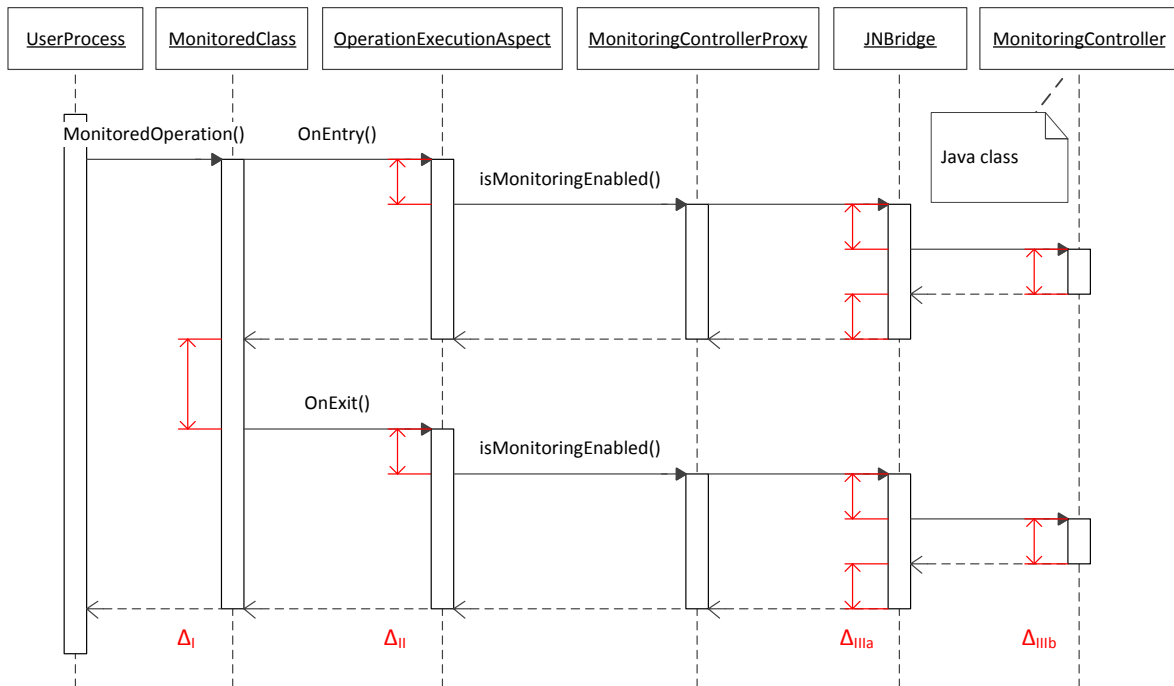 UserProcess
MonitoredClass
OperationExecutionAspect
MonitoringControllerProxy
JNBridge
MonitoringController
MonitoredOperation()
OnEntry()
Java class
isMonitoringEnabled()
OnExit()
isMonitoringEnabled()
ΔI
ΔII
ΔIIIa
ΔIIIb